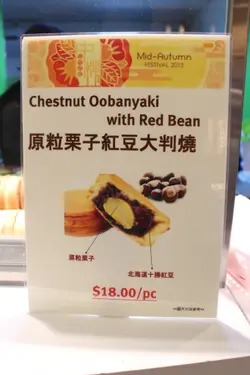 Mid-Autumn
FESTIVAL 2013
Chestnut Oobanyaki
with Red Bean
原粒栗子紅豆大判燒
原粒栗子
北海道十勝紅豆
$18.00/pc